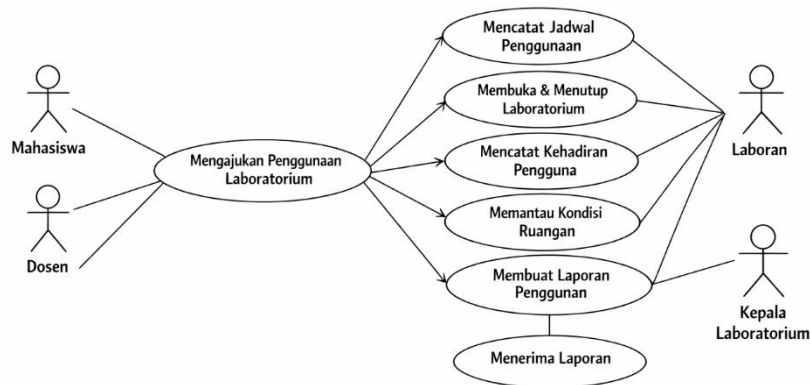 Mahasiswa
Dosen
Mengajukan Penggunaan
Laboratorium
Mencatat Jadwal
Penggunaan
Membuka & Menutup
Laboratorium
Mencatat Kehadiran
Pengguna
Memantau Kondisi
Ruangan
Membuat Laporan
Penggunan
Menerima Laporan
Laboran
Kepala
Laboratorium